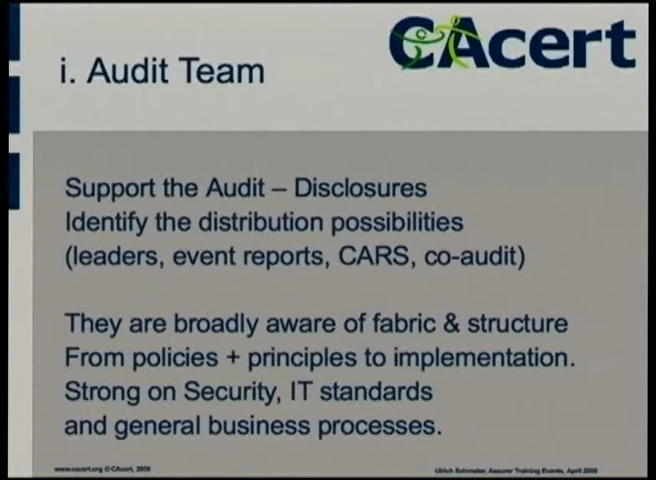 CAcert
i. Audit Team
Support the Audit – Disclosures
Identify the distribution possibilities
(leaders, event reports, CARS, co-audit)
They are broadly aware of fabric & structure
From policies + principles to implementation.
Strong on Security, IT standards
and general business processes.
www.cacert.org © CAcert, 2009
Ulrich Schroeter, Assurer Training Events, April 2009